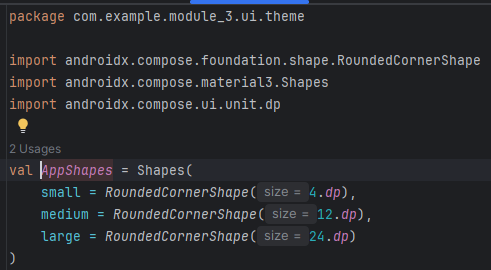 package com.example.module_3.ui.theme
import androidx.compose.foundation.shape.RoundedCornerShape
import androidx.compose.material3.Shapes
import androidx.compose.ui.unit.dp
2 Usages
val AppShapes = Shapes(
small = RoundedCornerShape( size = 4.dp),
medium = RoundedCornerShape( size = 12.dp),
large = RoundedCornerShape( size = 24.dp)
)